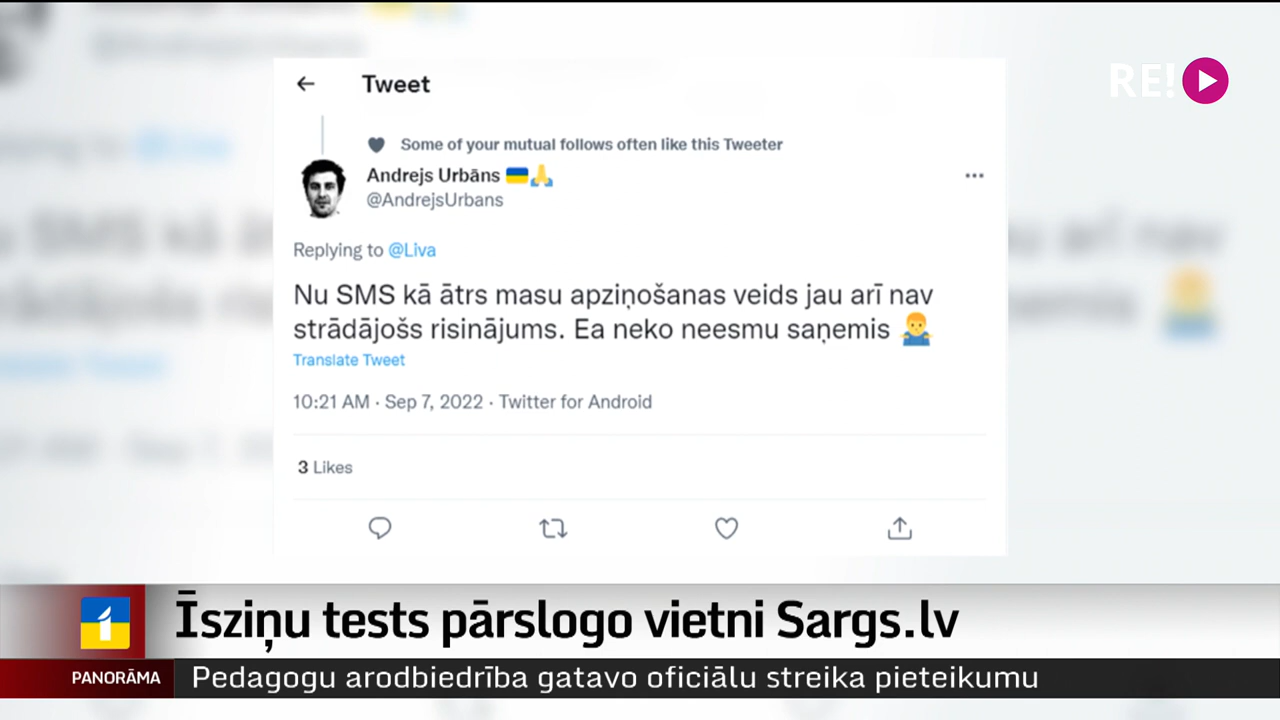 RE!
Tweet
Some of your mutual follows often like this Tweeter
Andrejs Urbāns 🇺🇦🙏
@AndrejsUrbans
Replying to @Liva
Nu SMS kā ātrs masu apziņošanas veids jau arī nav
strādājošs risinājums. Ea neko neesmu saņemis 🤷‍♂️
Translate Tweet
10:21 AM · Sep 7, 2022 · Twitter for Android
3 Likes
1
Īsziņu tests pārslogo vietni Sargs.lv
PANORĀMA
Pedagogu arodbiedrība gatavo oficiālu streika pieteikumu